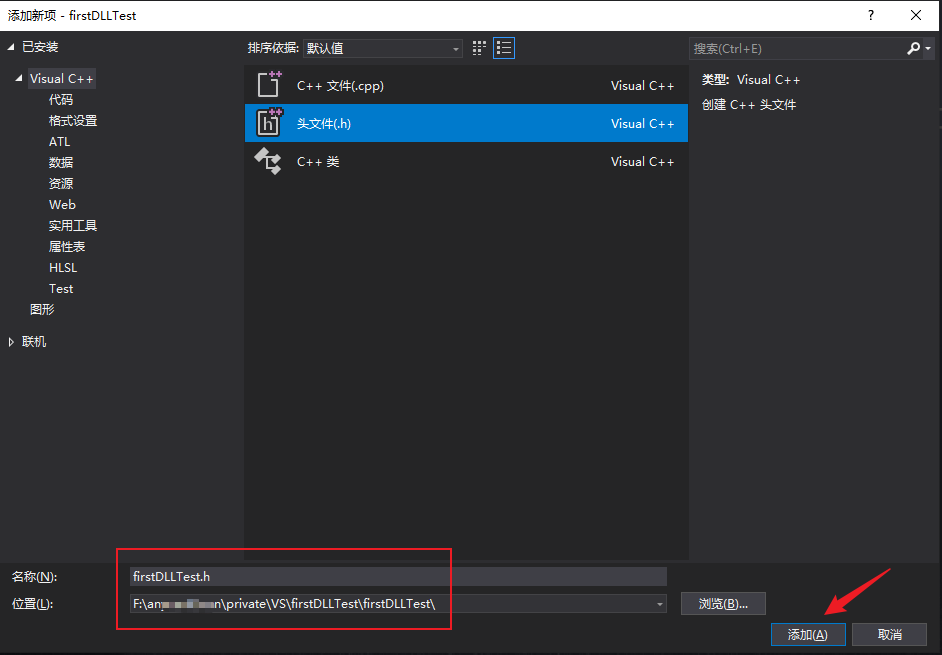 添加新项 - firstDLLTest
?
已安装
排序依据: 默认值
搜索(Ctrl+E)
Visual C++
代码
格式设置
ATL
数据
资源
Web
实用工具
属性表
HLSL
Test
图形
联机
C++ 文件(.cpp) Visual C++
头文件(.h) Visual C++
C++ 类 Visual C++
类型: Visual C++
创建 C++ 头文件
名称(N): firstDLLTest.h
位置(L): F:\an n\private\VS\firstDLLTest\firstDLLTest\
浏览(B)...
添加(A) 取消